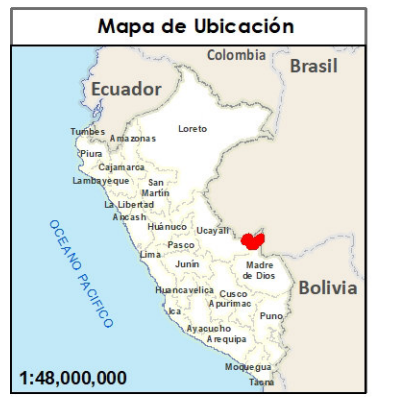 Mapa de Ubicación
Colombia
Brasil
Ecuador
Tumbes
Amazonas
Loreto
Piura
Cajamarca
Lambayeque
San
Martin
La Libertad
Ancash
Huánuco
Ucayali
Pasco
Lima
Junín
Madre
de Dios
OCEANO PACIFICO
Huancavelica
Cusco
Apurimac
Bolivia
Ica
Puno
Ayacucho
Arequipa
Moquegua
Tacna
1:48,000,000